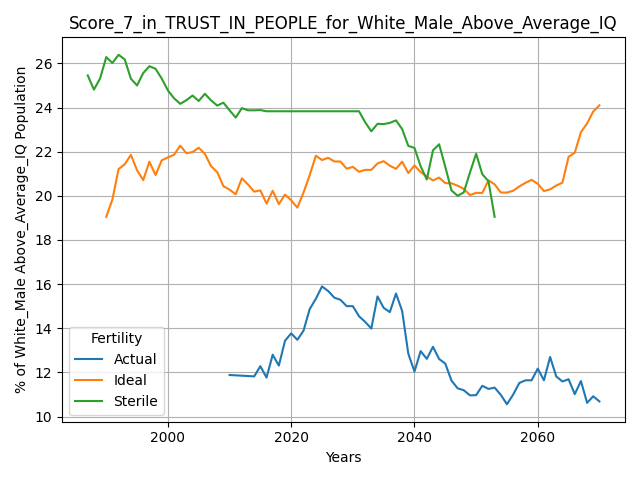 Score_7_in_TRUST_IN_PEOPLE_for_White_Male_Above_Average_IQ
% of White_Male Above_Average_IQ Population
26
24
22
20
18
16
14
12
10
Fertility
Actual
Ideal
Sterile
2000
2020
2040
2060
Years